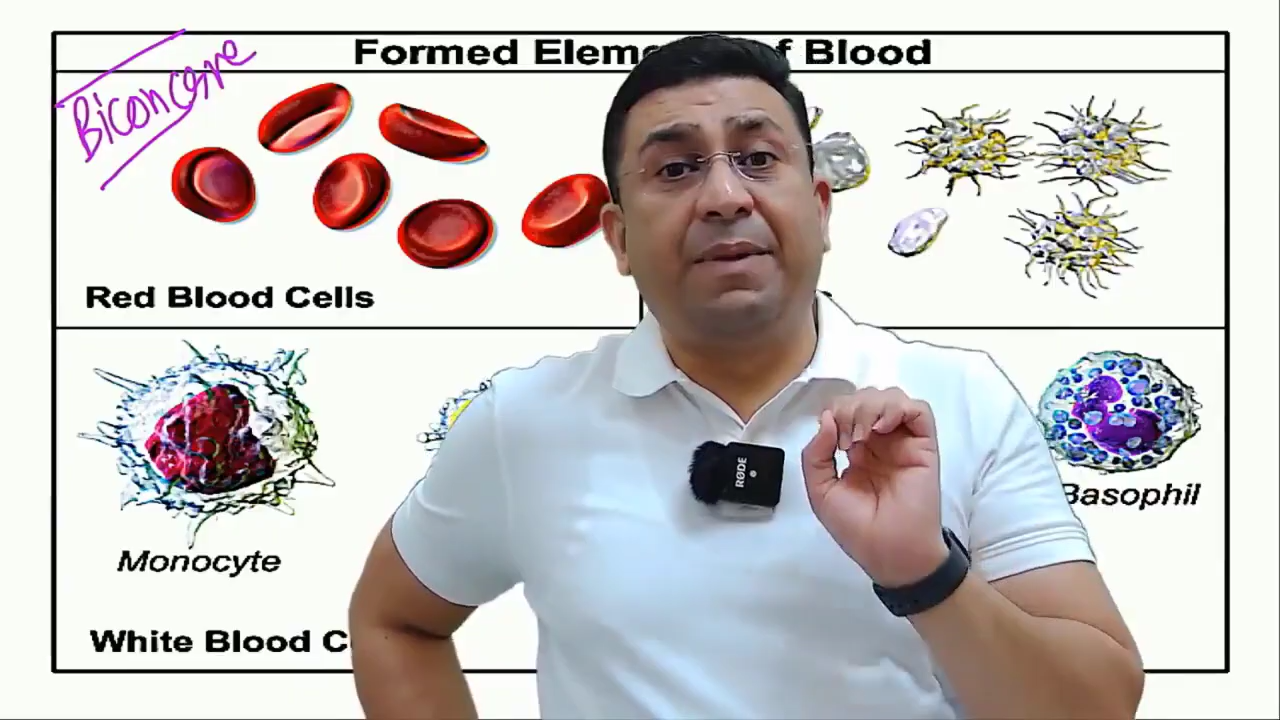 Formed Eleme f Blood
Biconcave
Red Blood Cells
RØDE
Basophil
Monocyte
White Blood C